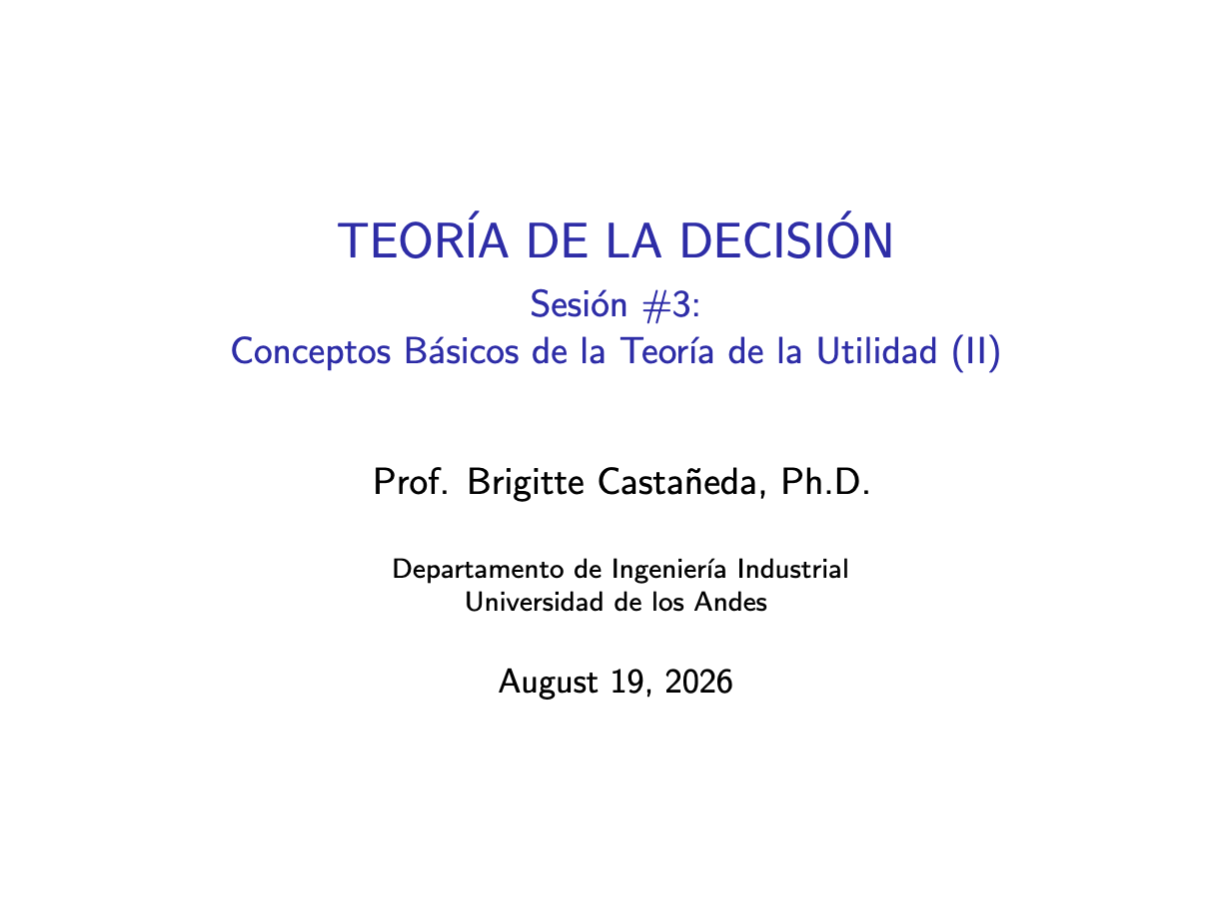 TEORÍA DE LA DECISIÓN
Sesión #3:
Conceptos Básicos de la Teoría de la Utilidad (II)
Prof. Brigitte Castañeda, Ph.D.
Departamento de Ingeniería Industrial
Universidad de los Andes
August 19, 2026